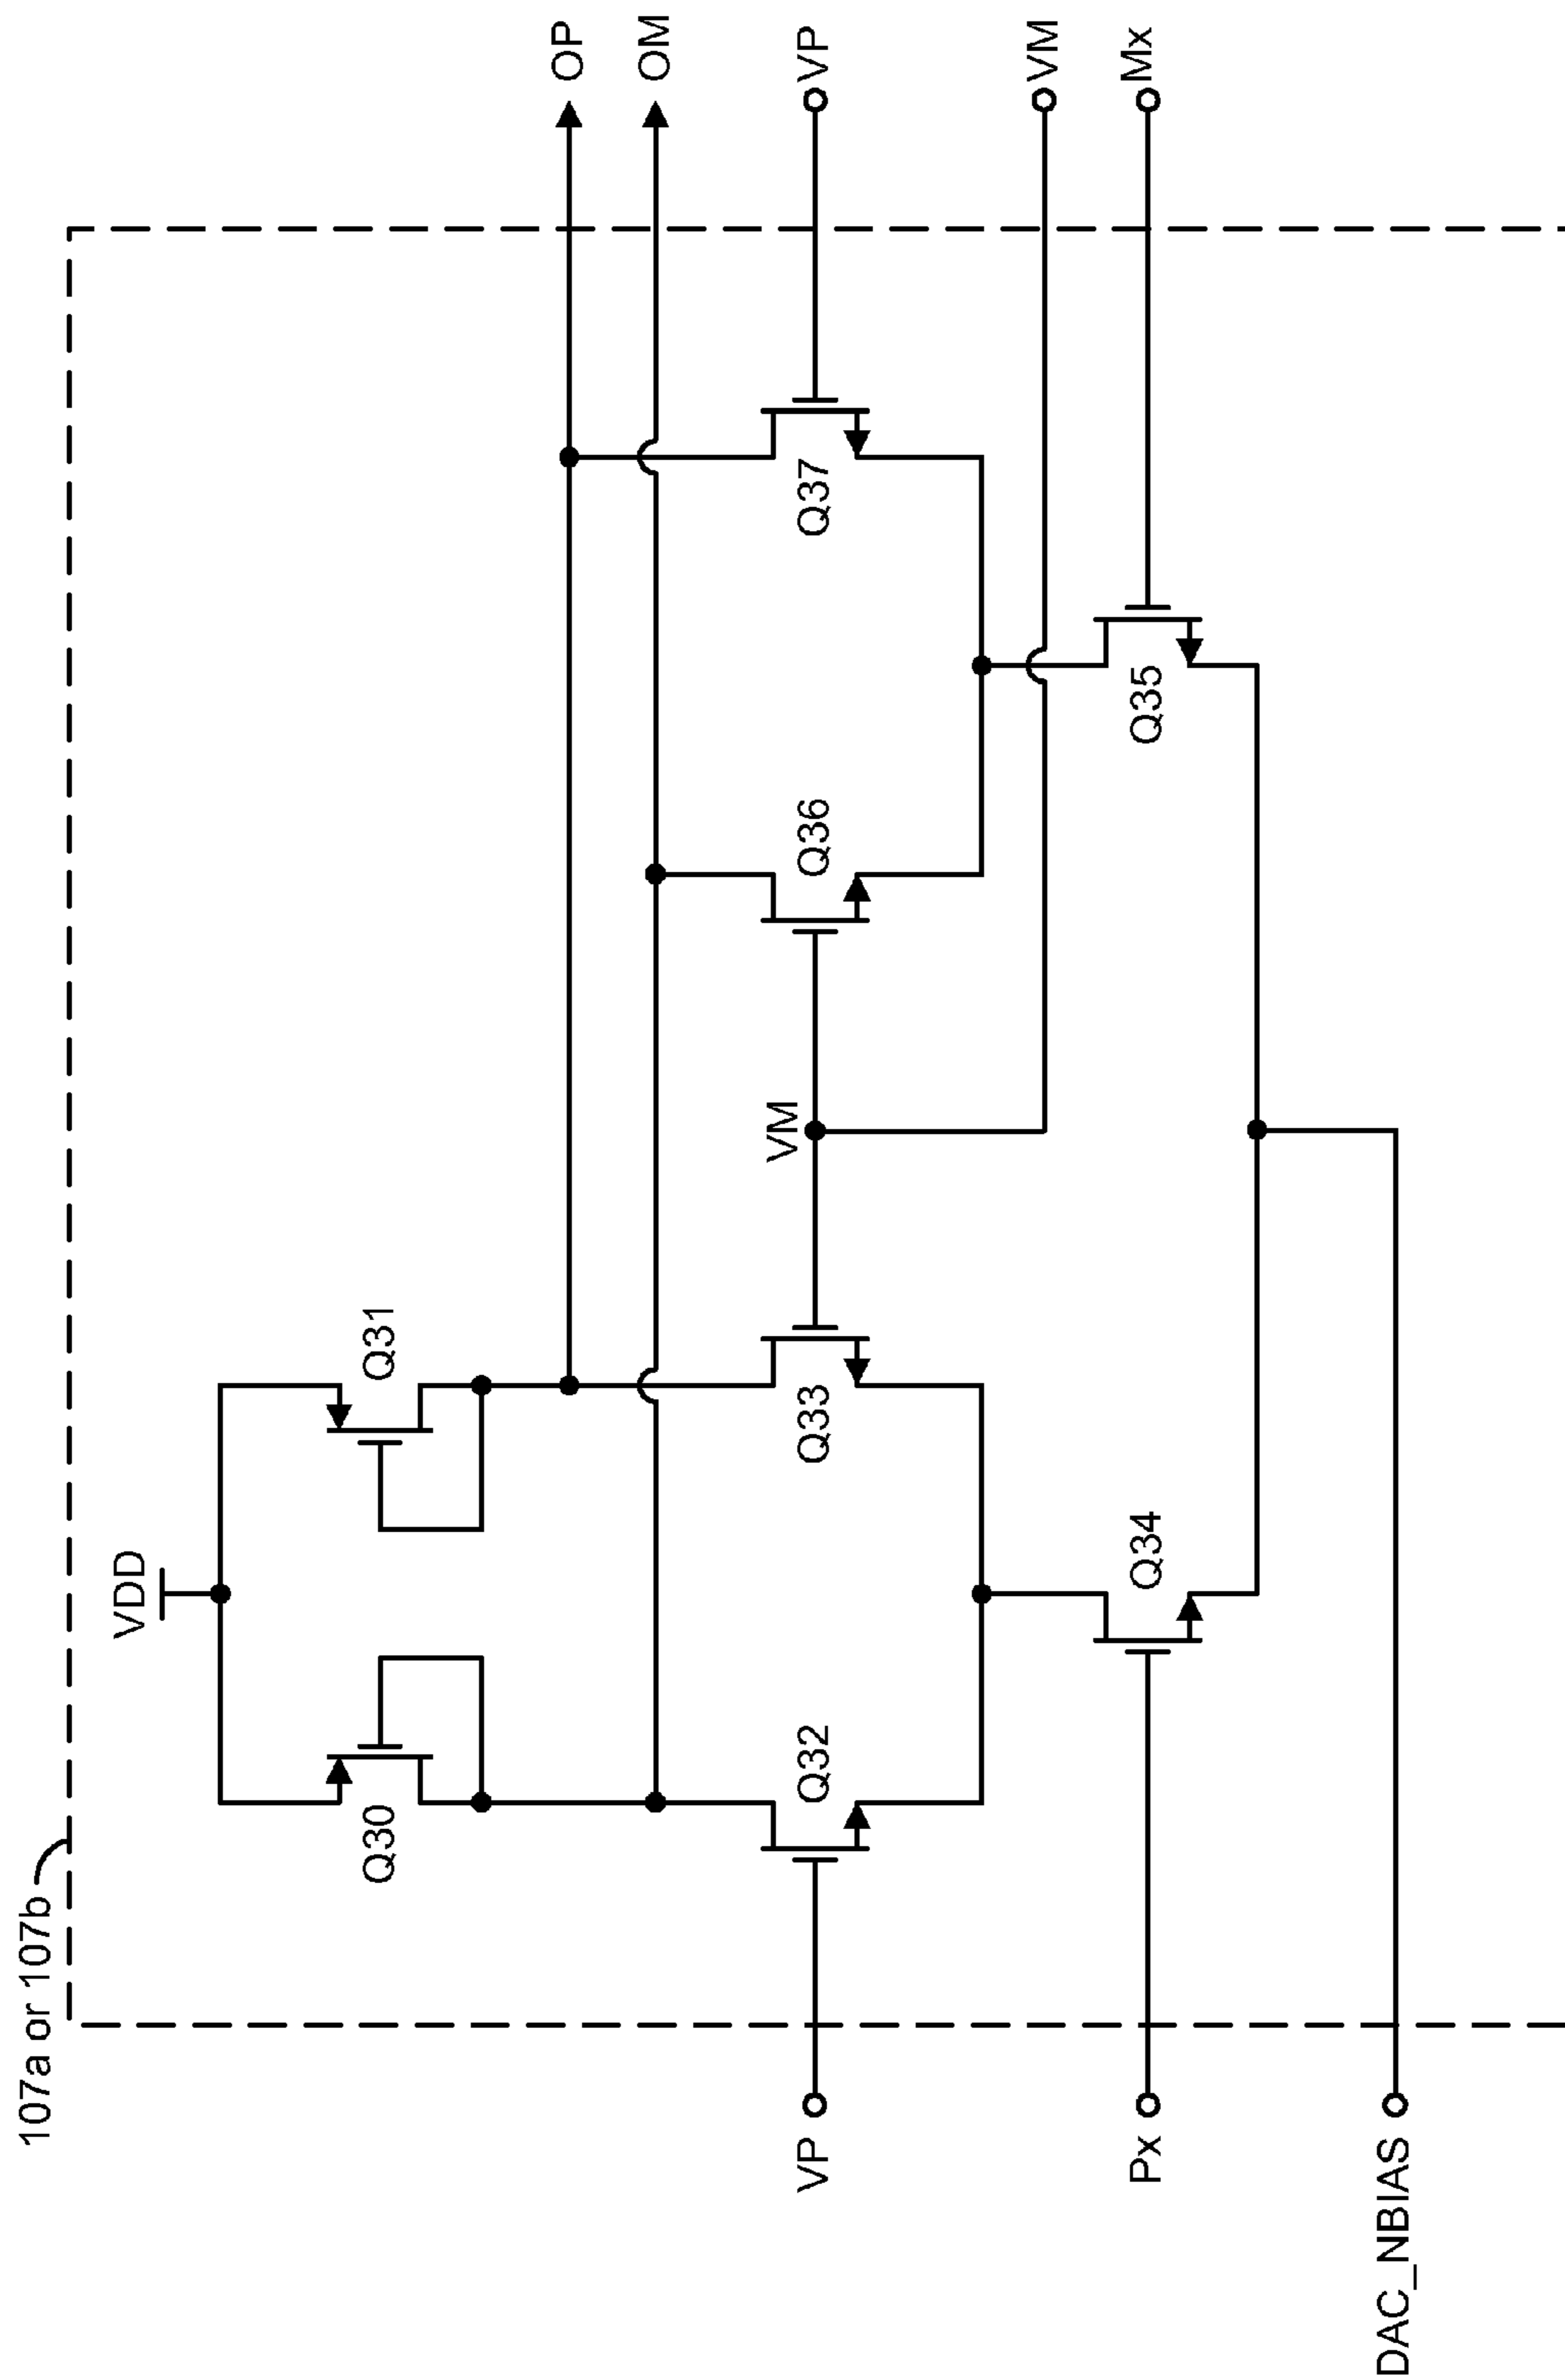 107a or 107b
VDD
Q30
Q31
OP
OM
VP
Q32
Q33
VM
Q36
Q37
VP
VM
Px
Q34
Q35
Mx
DAC_NBIAS